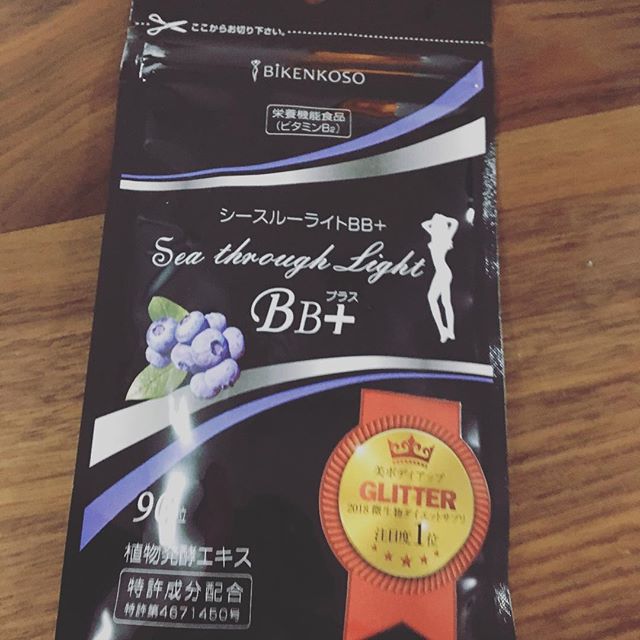 ここからお切り下さい。
BiKENKOSO
栄養機能食品
(ビタミンB2)
シースルーライトBB+
Sea through Light
プラス
BB+
美ボディアップ
GLITTER
2018 微生物ダイエットサプリ
注目度1位
90粒
植物発酵エキス
特許成分配合
特許第4671450号